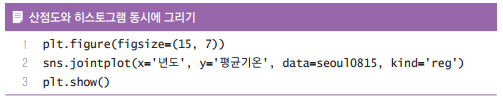 산점도와 히스토그램 동시에 그리기
1 plt.figure(figsize=(15, 7))
2 sns.jointplot(x='년도', y='평균기온', data=seoul0815, kind='reg')
3 plt.show()